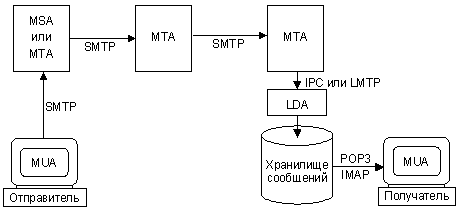 MSA
или
MTA
SMTP
MTA
SMTP
MTA
SMTP
IPC или LMTP
LDA
MUA
Отправитель
Хранилище
сообщений
POP3
IMAP
MUA
Получатель